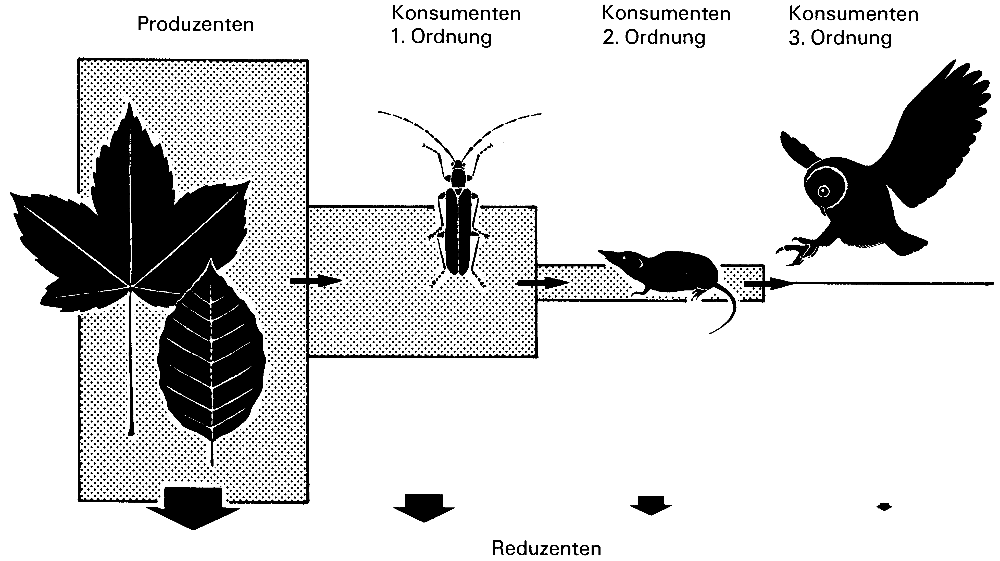 Produzenten
Konsumenten
1. Ordnung
Konsumenten
2. Ordnung
Konsumenten
3. Ordnung
Reduzenten